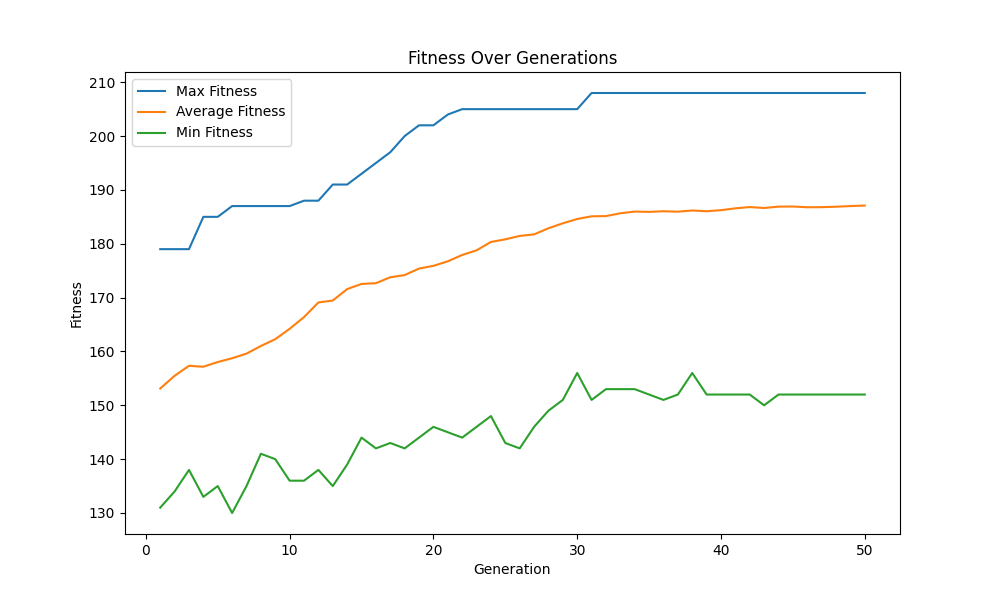 Fitness Over Generations
Max Fitness
Average Fitness
Min Fitness
Fitness
210
200
190
180
170
160
150
140
130
0 10 20 30 40 50
Generation